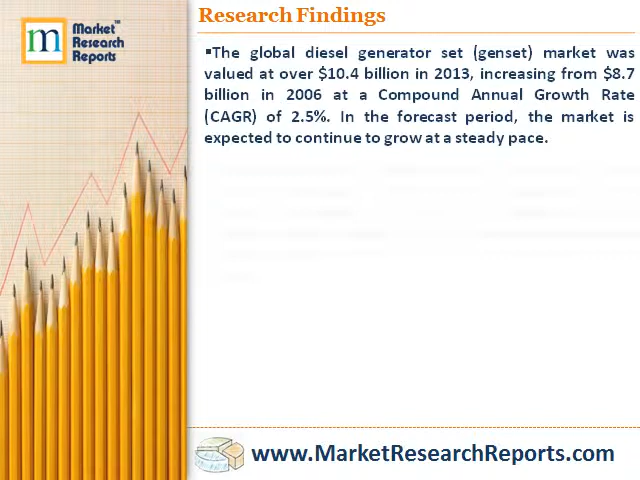 m
Market
Research
Reports
Research Findings
▪The global diesel generator set (genset) market was
valued at over $10.4 billion in 2013, increasing from $8.7
billion in 2006 at a Compound Annual Growth Rate
(CAGR) of 2.5%. In the forecast period, the market is
expected to continue to grow at a steady pace.
www.MarketResearchReports.com